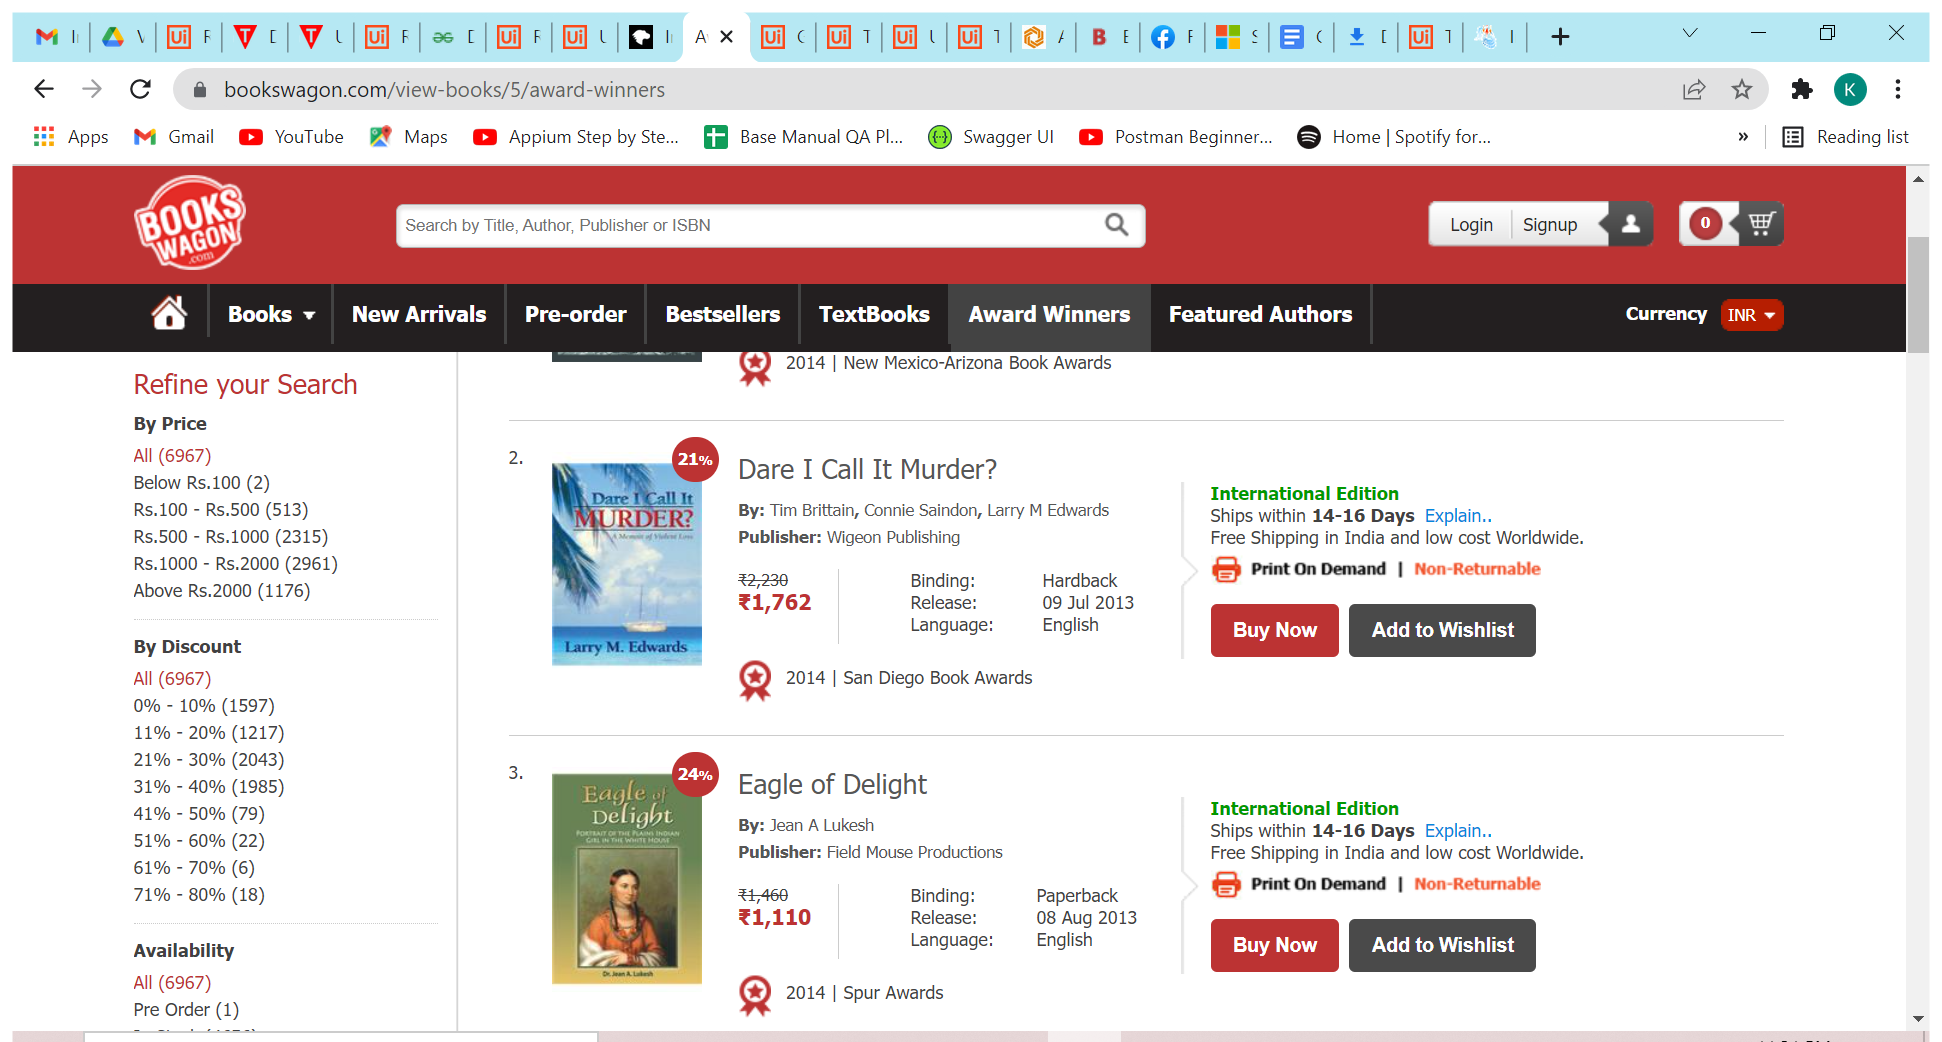 bookswagon.com/view-books/5/award-winners
K
Apps
Gmail
YouTube
Maps
Appium Step by Ste...
Base Manual QA Pl...
Swagger UI
Postman Beginner...
Home | Spotify for...
»
Reading list
BOOKS
WAGON
.com
Search by Title, Author, Publisher or ISBN
Login
Signup
0
Books
New Arrivals
Pre-order
Bestsellers
TextBooks
Award Winners
Featured Authors
Currency
INR
Refine your Search
By Price
All (6967)
Below Rs.100 (2)
Rs.100 - Rs.500 (513)
Rs.500 - Rs.1000 (2315)
Rs.1000 - Rs.2000 (2961)
Above Rs.2000 (1176)
By Discount
All (6967)
0% - 10% (1597)
11% - 20% (1217)
21% - 30% (2043)
31% - 40% (1985)
41% - 50% (79)
51% - 60% (22)
61% - 70% (6)
71% - 80% (18)
Availability
All (6967)
Pre Order (1)
2014 | New Mexico-Arizona Book Awards
2.
21%
Dare I Call It
MURDER?
A Memoir of Violent Loss
Larry M. Edwards
Dare I Call It Murder?
By: Tim Brittain, Connie Saindon, Larry M Edwards
Publisher: Wigeon Publishing
₹2,230
₹1,762
Binding: Hardback
Release: 09 Jul 2013
Language: English
2014 | San Diego Book Awards
International Edition
Ships within 14-16 Days Explain..
Free Shipping in India and low cost Worldwide.
Print On Demand | Non-Returnable
Buy Now
Add to Wishlist
3.
24%
Eagle of
Delight
PORTRAIT OF THE PLAINS INDIAN
GIRL IN THE WHITE HOUSE
Dr. Jean A. Lukesh
Eagle of Delight
By: Jean A Lukesh
Publisher: Field Mouse Productions
₹1,460
₹1,110
Binding: Paperback
Release: 08 Aug 2013
Language: English
2014 | Spur Awards
International Edition
Ships within 14-16 Days Explain..
Free Shipping in India and low cost Worldwide.
Print On Demand | Non-Returnable
Buy Now
Add to Wishlist